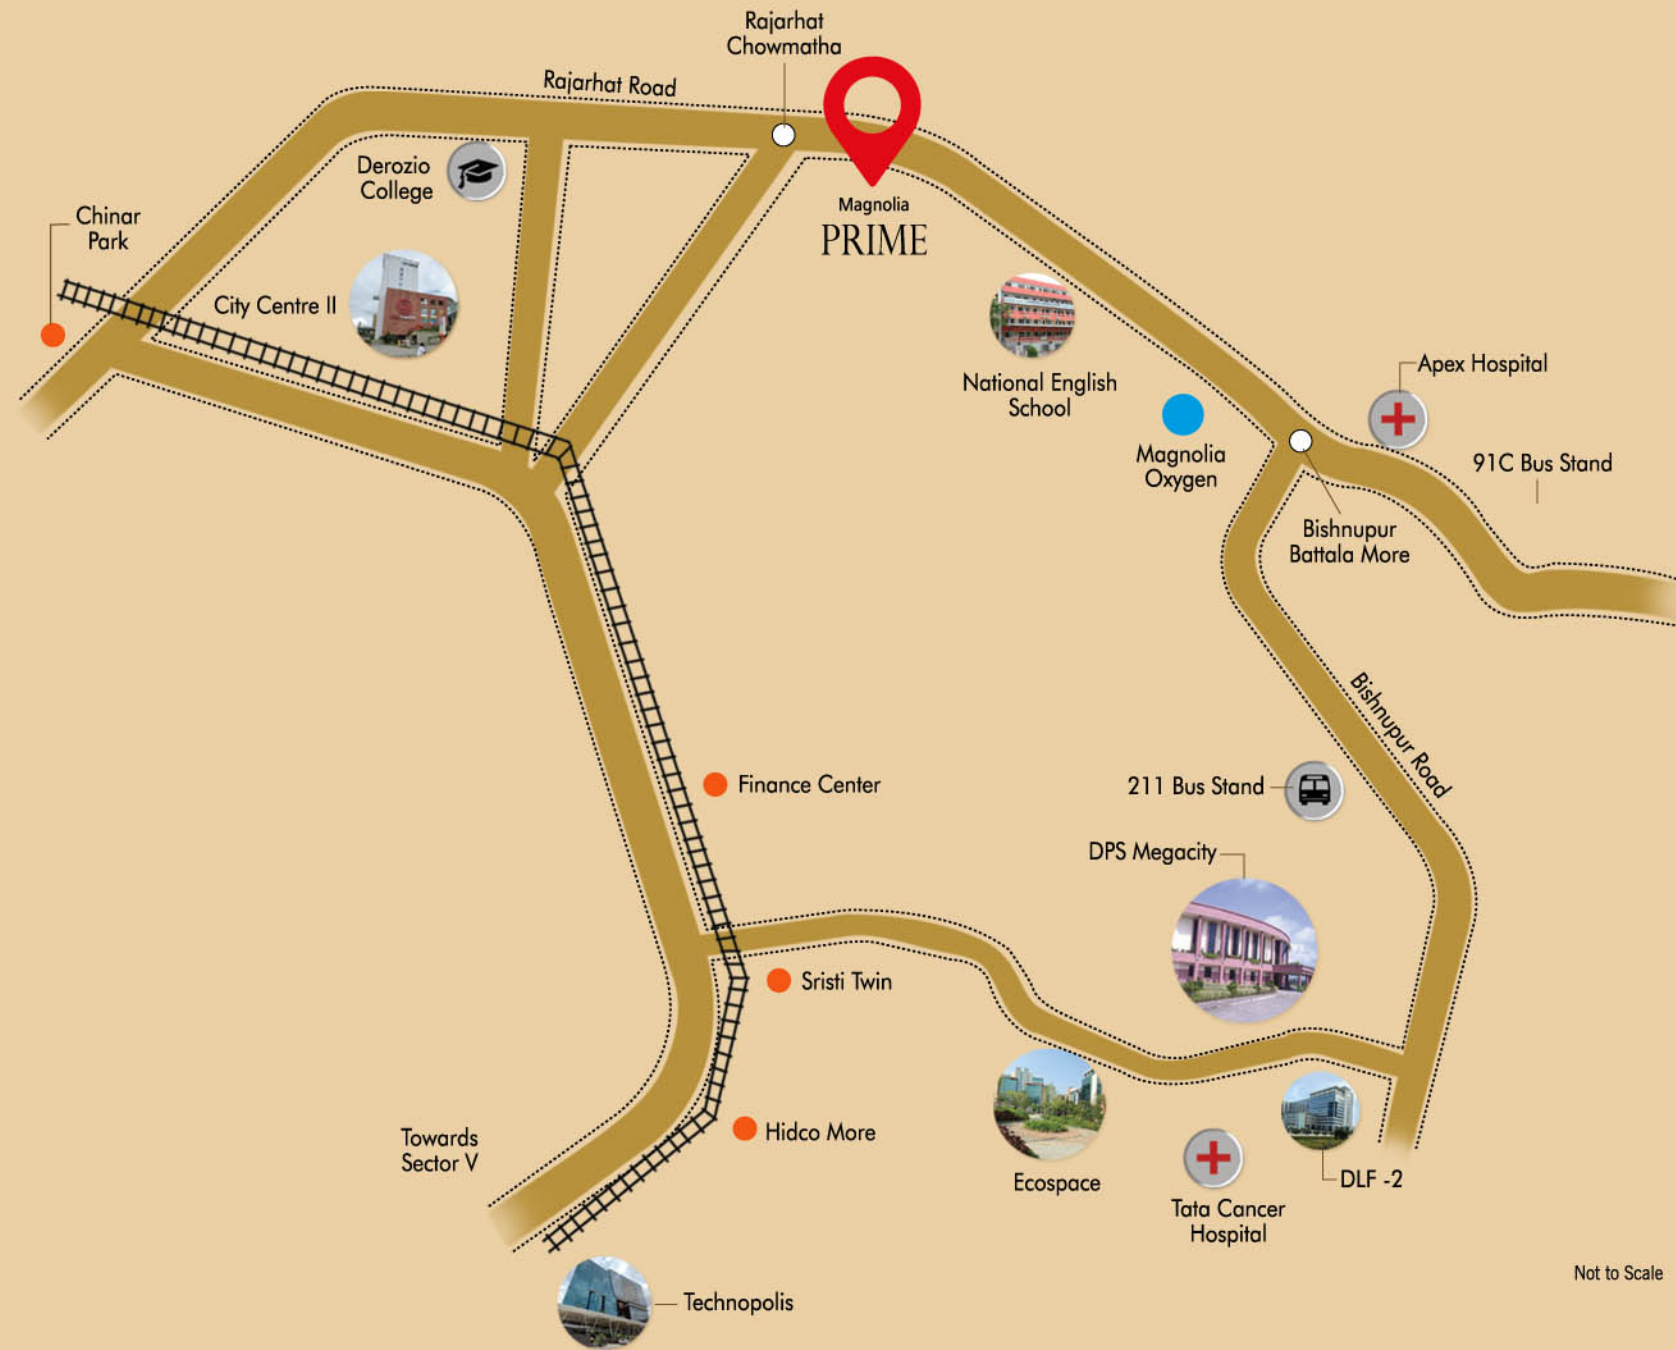 Rajarhat
Chowmatha
Rajarhat Road
Derozio
College
Magnolia
PRIME
Chinar
Park
City Centre II
National English
School
Apex Hospital
Magnolia
Oxygen
91C Bus Stand
Bishnupur
Battala More
Bishnupur Road
Finance Center
211 Bus Stand
DPS Megacity
Sristi Twin
Hidco More
Towards
Sector V
Ecospace
DLF -2
Tata Cancer
Hospital
Not to Scale
Technopolis